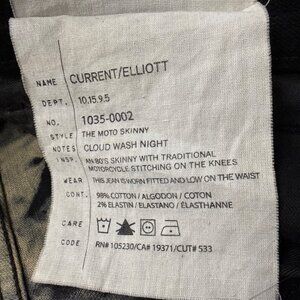 NAME CURRENT/ELLIOTT
DEPT. 10.15.9.5
NO. 1035-0002
STYLE THE MOTO SKINNY
NOTES CLOUD WASH NIGHT
INSP. 80'S SKINNY WITH TRADITIONAL
MOTORCYCLE STITCHING ON THE KNEES
WEAR THIS JEAN IS WORN FITTED AND LOW ON THE WAIST
CONT. 98% COTTON / ALGODON / COTON
2% ELASTIN / ELASTANO / ELASTHANNE
CARE
CODE RN# 105230/CA# 19371/CUT# 533